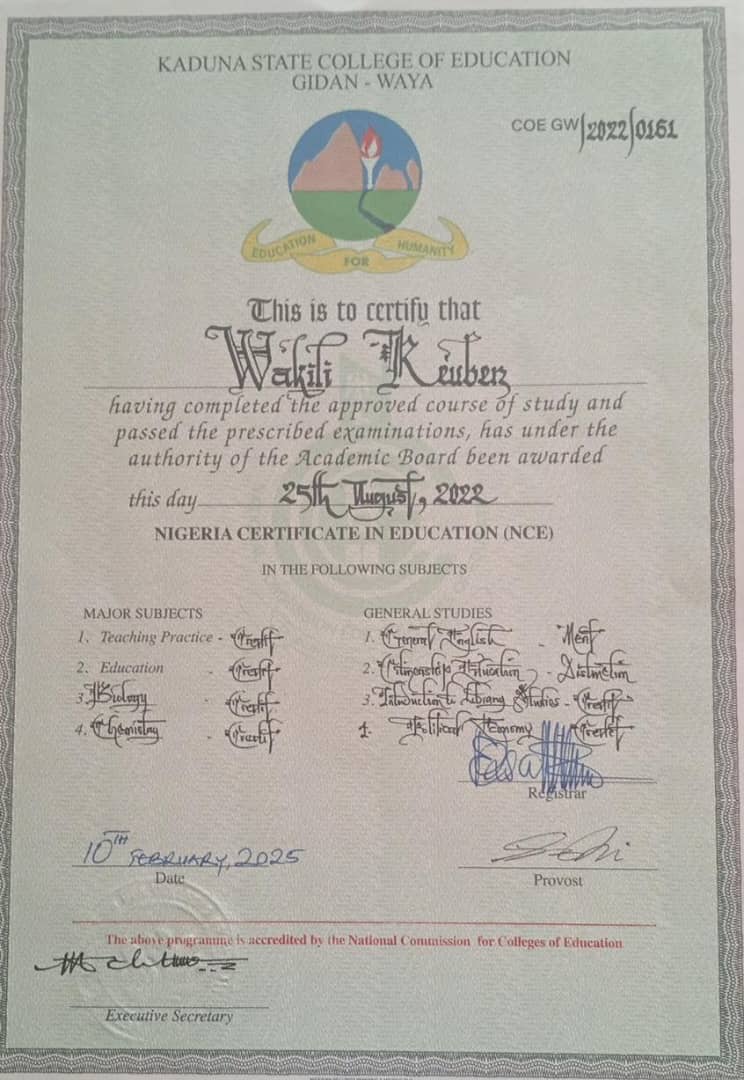 KADUNA STATE COLLEGE OF EDUCATION
GIDAN - WAYA
COE GW/2022/0161
EDUCATION FOR HUMANITY
This is to certify that
Wakili Reuben
having completed the approved course of study and
passed the prescribed examinations, has under the
authority of the Academic Board been awarded
this day 25th August, 2022
NIGERIA CERTIFICATE IN EDUCATION (NCE)
IN THE FOLLOWING SUBJECTS
MAJOR SUBJECTS
1. Teaching Practice - Credit
2. Education - Credit
3. Biology - Credit
4. Chemistry - Credit
GENERAL STUDIES
1. General English - Merit
2. Education - Distinction
3. Introduction to Library Studies - Credit
4. Political Economy - Credit
Registrar
10TH FEBRUARY, 2025
Date
Provost
The above programme is accredited by the National Commission for Colleges of Education
Executive Secretary